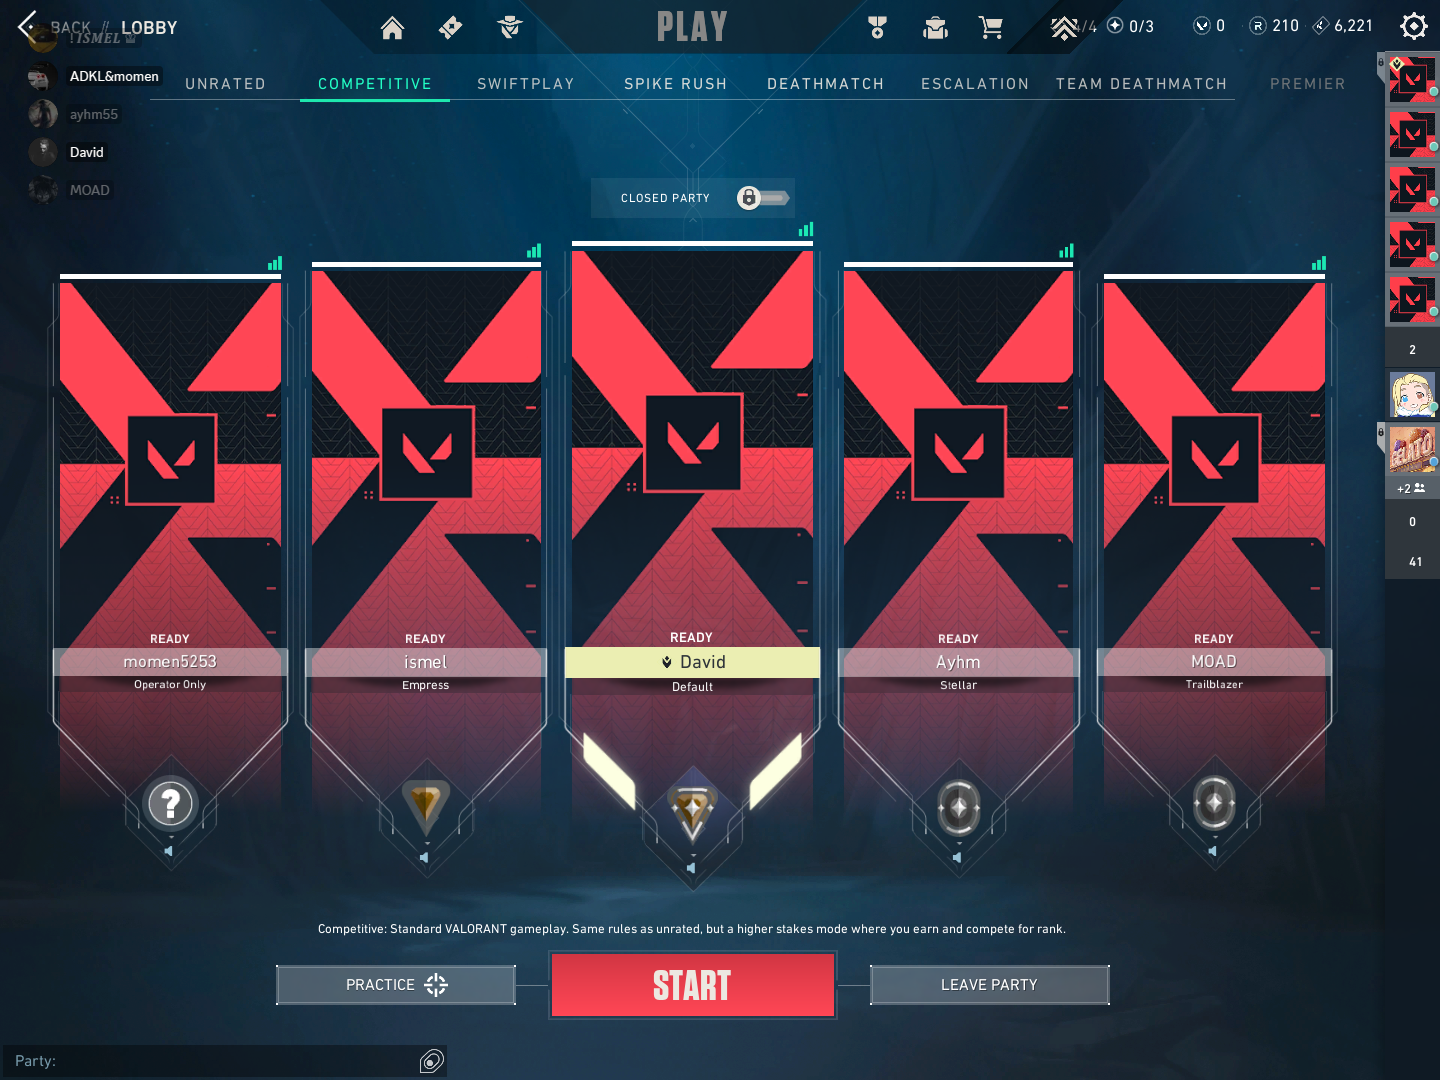 BACK // LOBBY
PLAY
/4
0/3
0
210
6,221
!ISMEL
ADKL&momen
ayhm55
David
MOAD
UNRATED
COMPETITIVE
SWIFTPLAY
SPIKE RUSH
DEATHMATCH
ESCALATION
TEAM DEATHMATCH
PREMIER
CLOSED PARTY
READY
momen5253
Operator Only
READY
ismel
Empress
READY
David
Default
READY
Ayhm
Stellar
READY
MOAD
Trailblazer
2
+2
0
41
Competitive: Standard VALORANT gameplay. Same rules as unrated, but a higher stakes mode where you earn and compete for rank.
PRACTICE
START
LEAVE PARTY
Party: